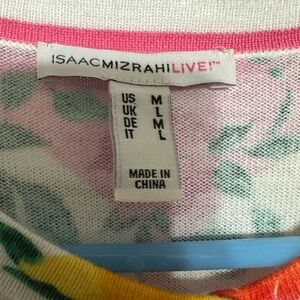 ISAACMIZRAHILIVE!™
US M
UK L
DE M
IT L
MADE IN
CHINA